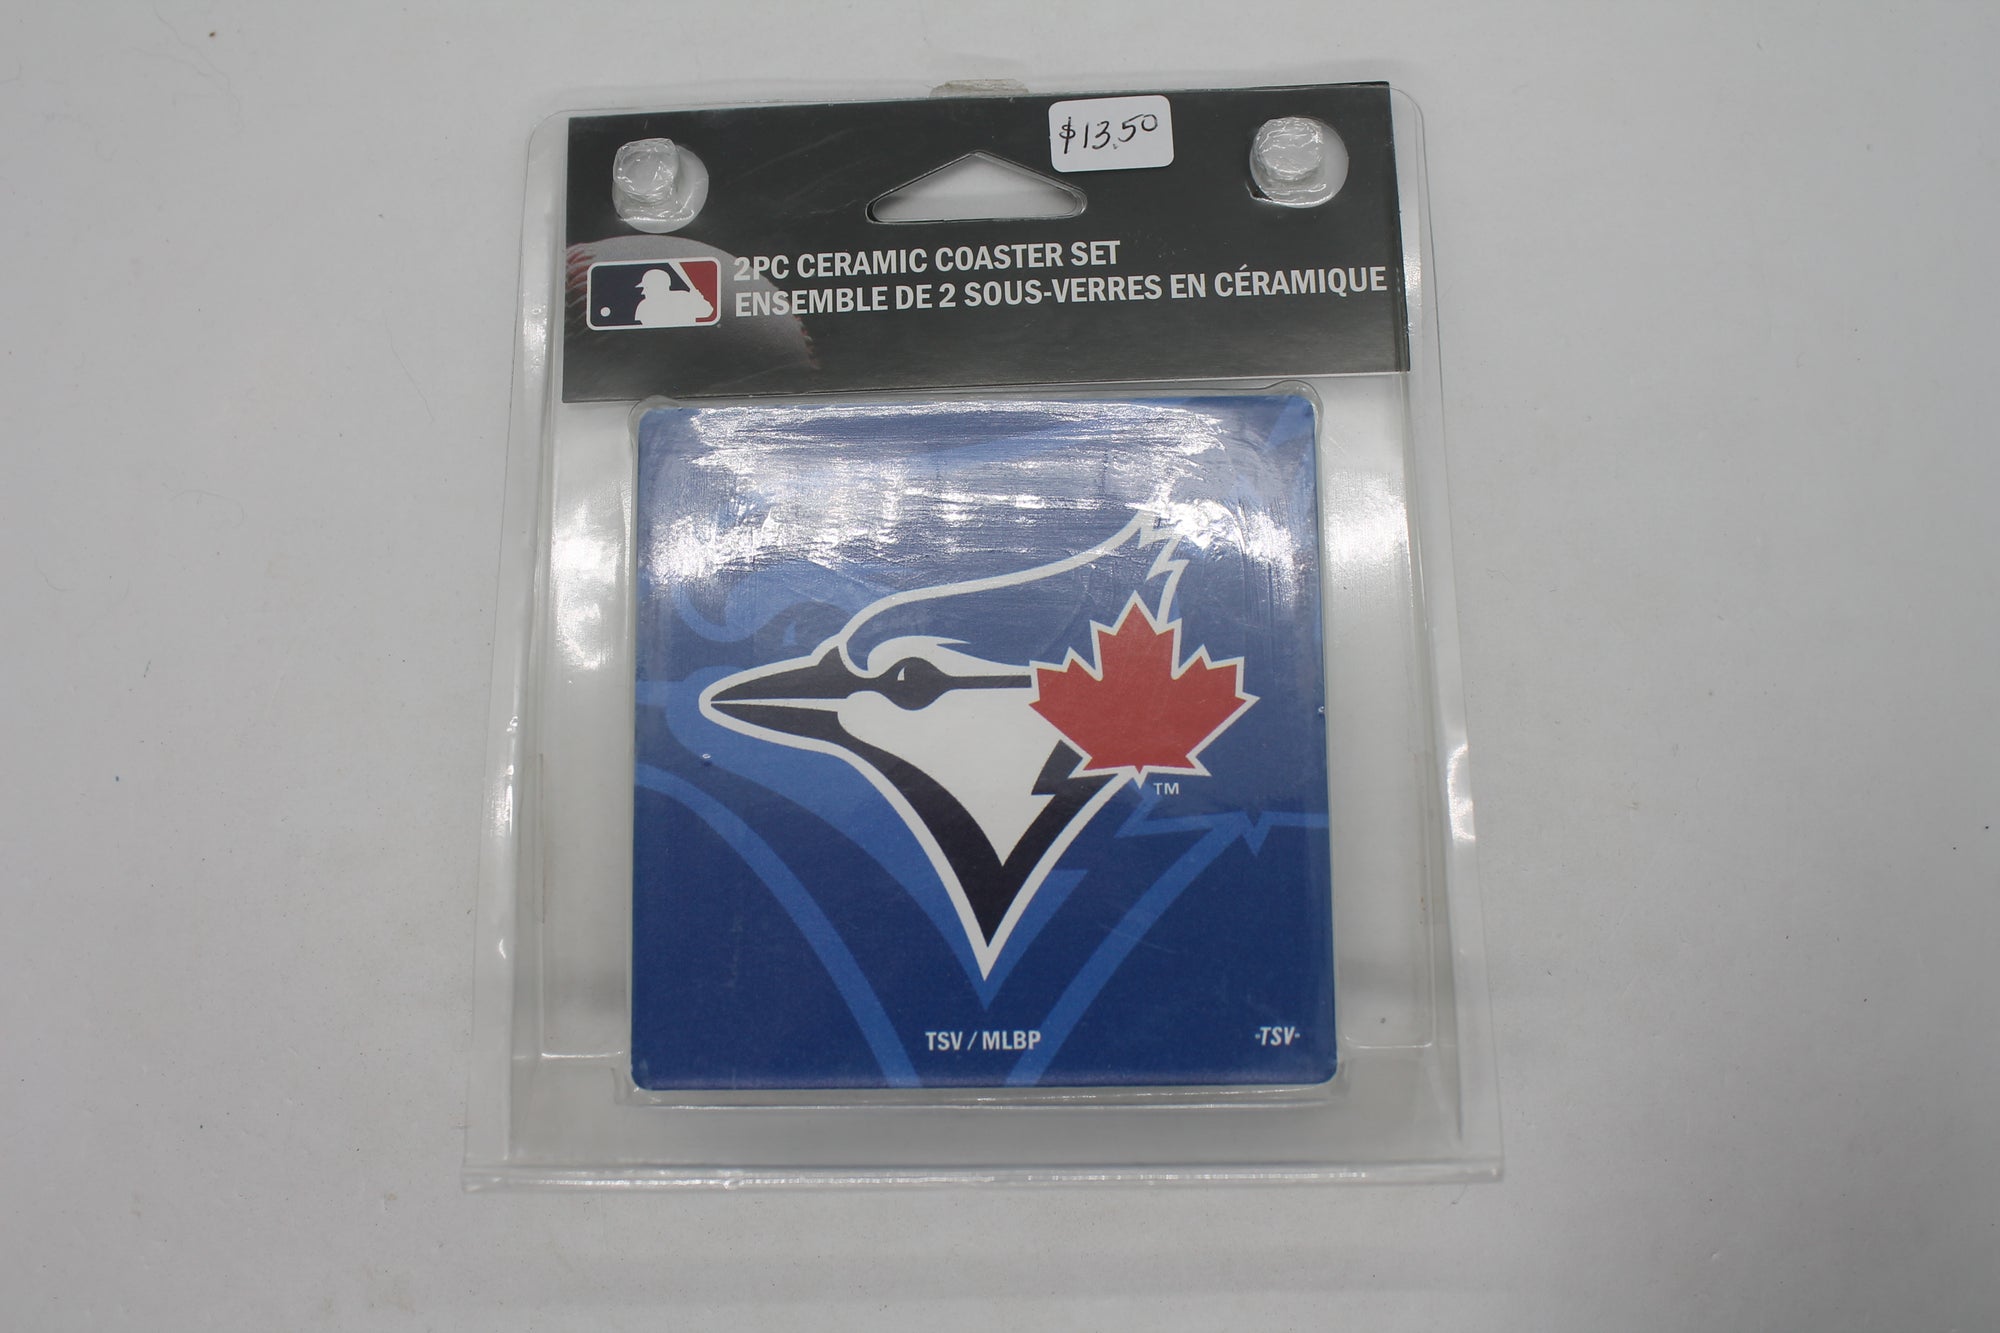 $13.50
2PC CERAMIC COASTER SET
ENSEMBLE DE 2 SOUS-VERRES EN CÉRAMIQUE
TM
TSV / MLBP
-TSV-